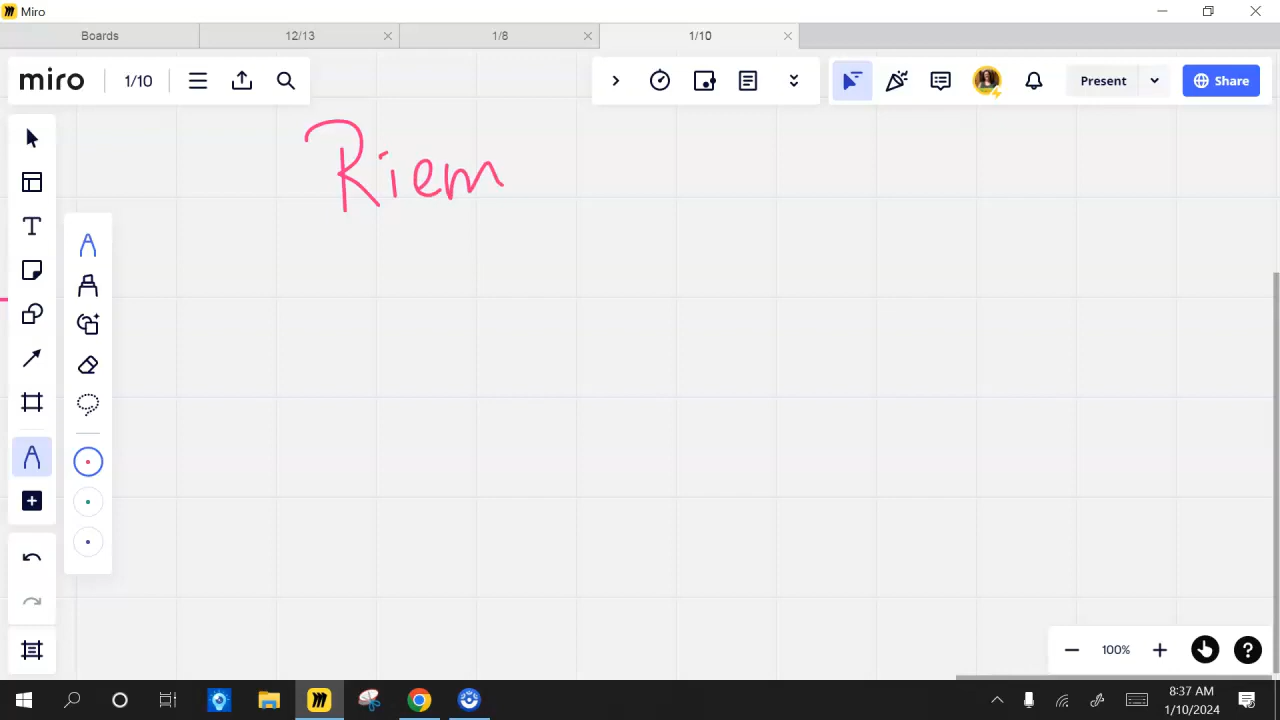 Miro
Boards 12/13 1/8 1/10
miro 1/10 Present Share
Riem
T
100%
8:37 AM
1/10/2024